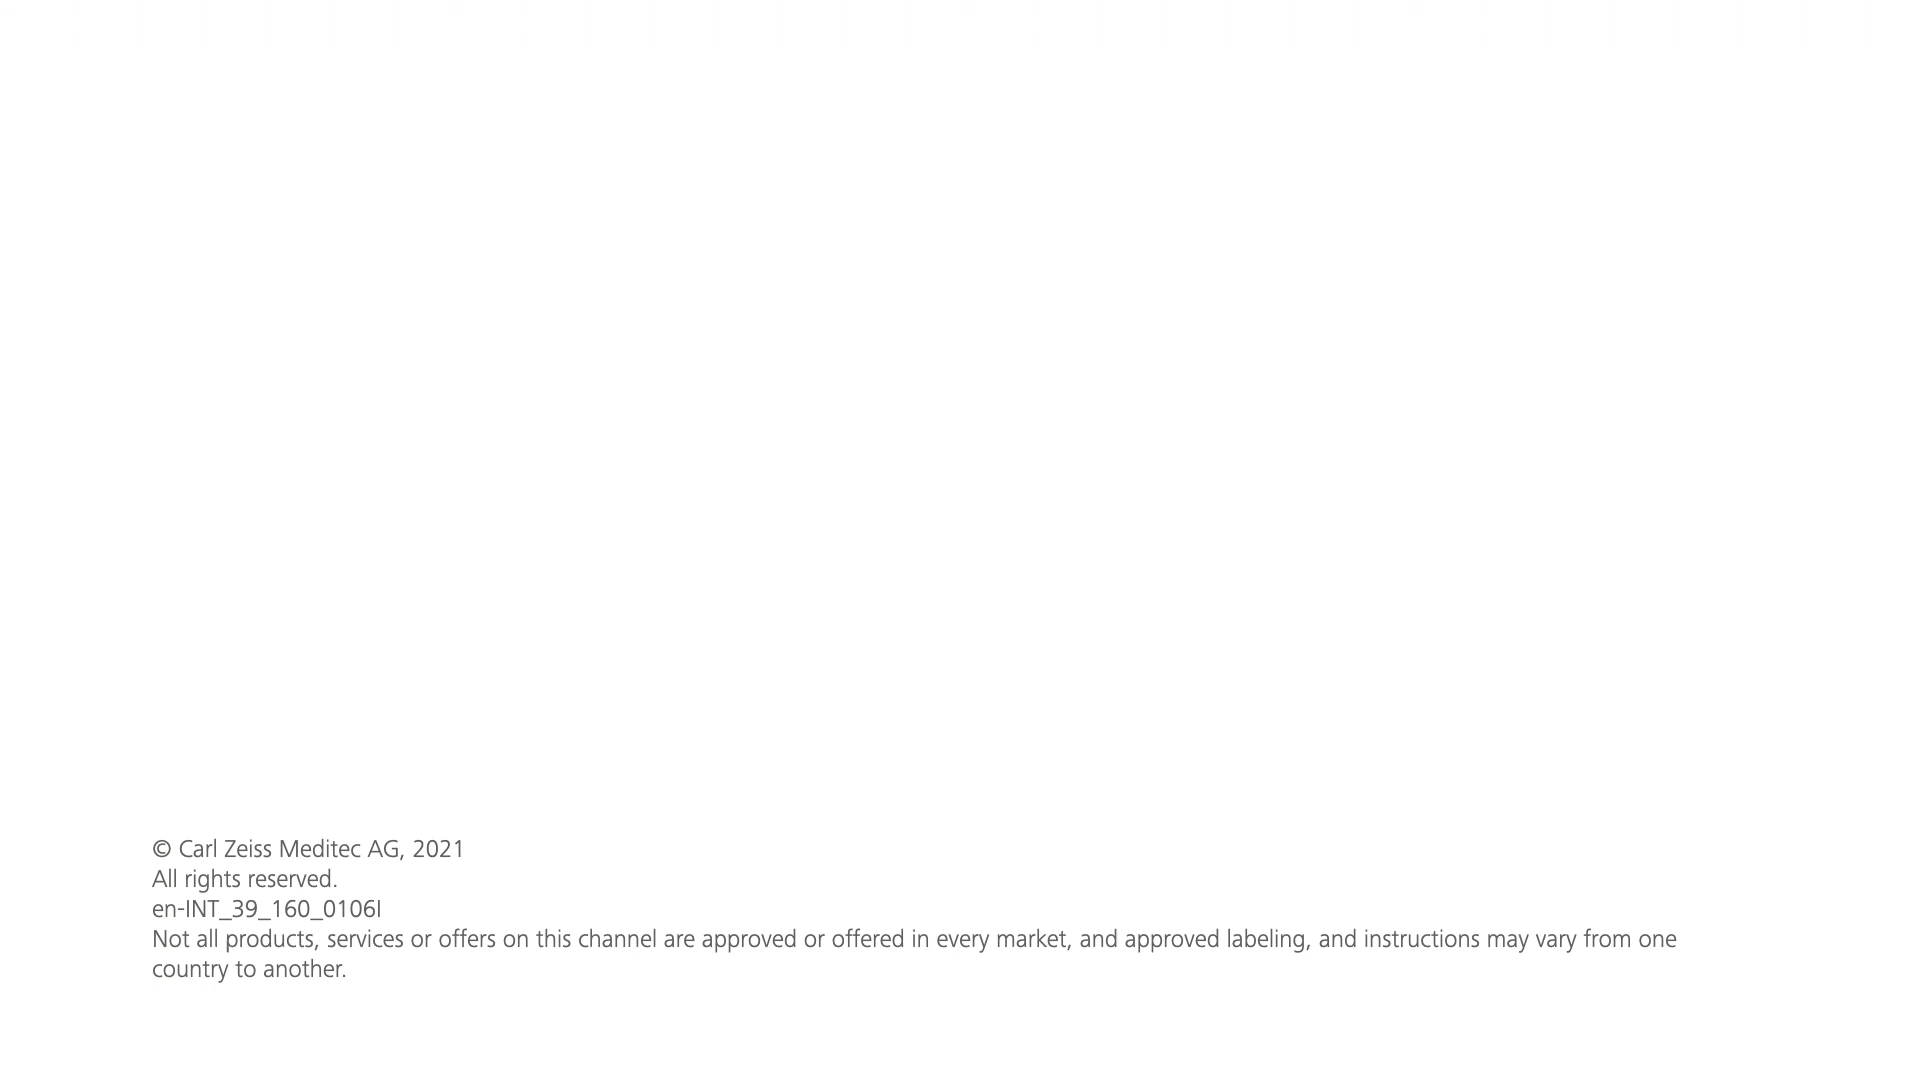 © Carl Zeiss Meditec AG, 2021
All rights reserved.
en-INT_39_160_0106I
Not all products, services or offers on this channel are approved or offered in every market, and approved labeling, and instructions may vary from one
country to another.